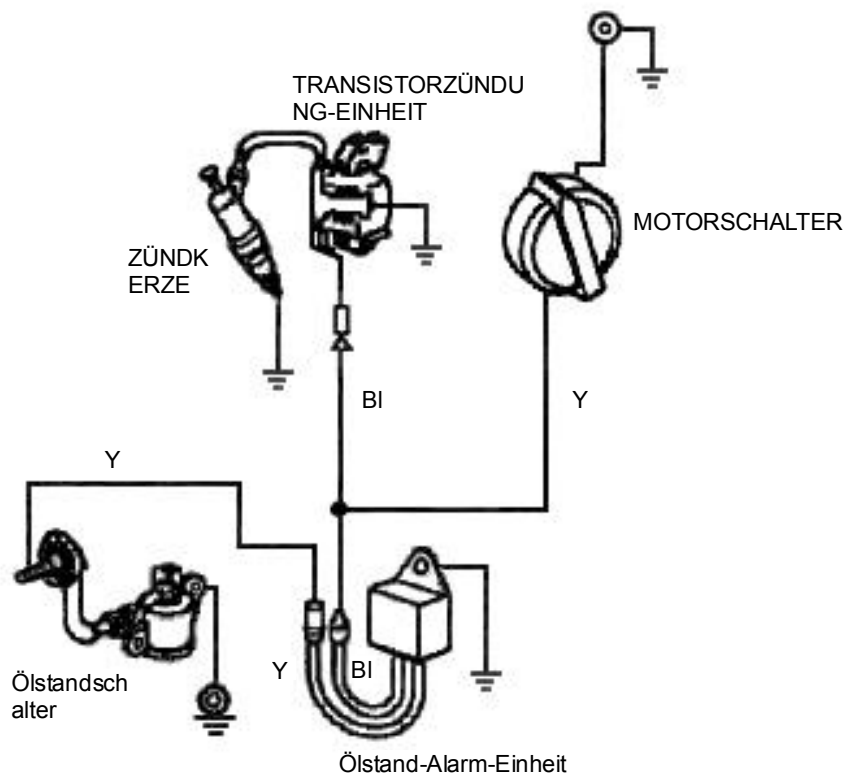 TRANSISTORZÜNDU
NG-EINHEIT
MOTORSCHALTER
ZÜNDK
ERZE
Bl
Y
Y
Y
Bl
Ölstandsch
alter
Ölstand-Alarm-Einheit